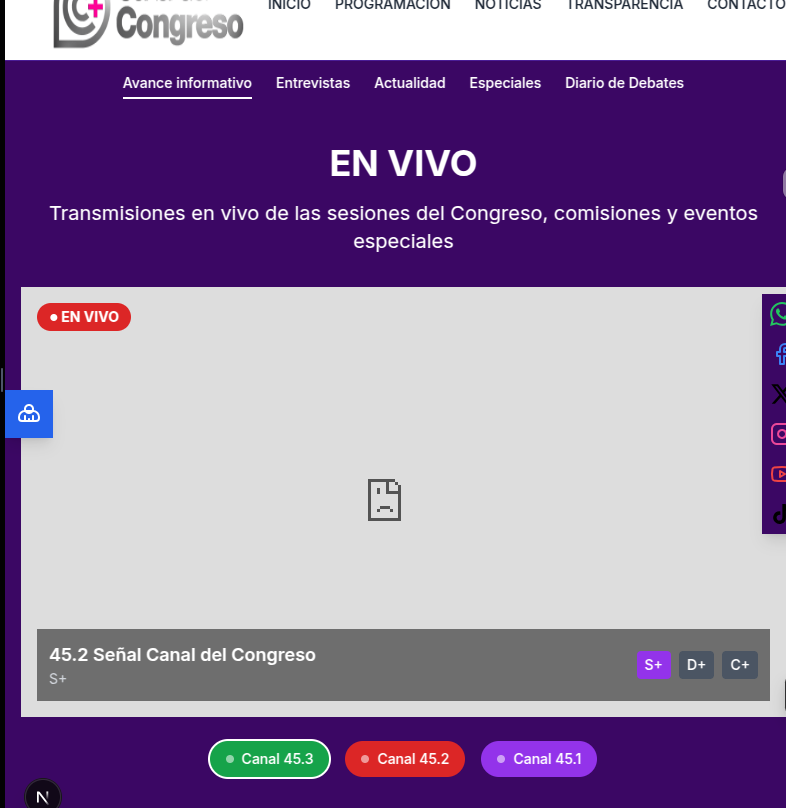 Congreso
INICIO PROGRAMACIÓN NOTICIAS TRANSPARENCIA CONTACTO
Avance informativo Entrevistas Actualidad Especiales Diario de Debates
EN VIVO
Transmisiones en vivo de las sesiones del Congreso, comisiones y eventos
especiales
EN VIVO
45.2 Señal Canal del Congreso
S+ D+ C+
S+
Canal 45.3 Canal 45.2 Canal 45.1
N